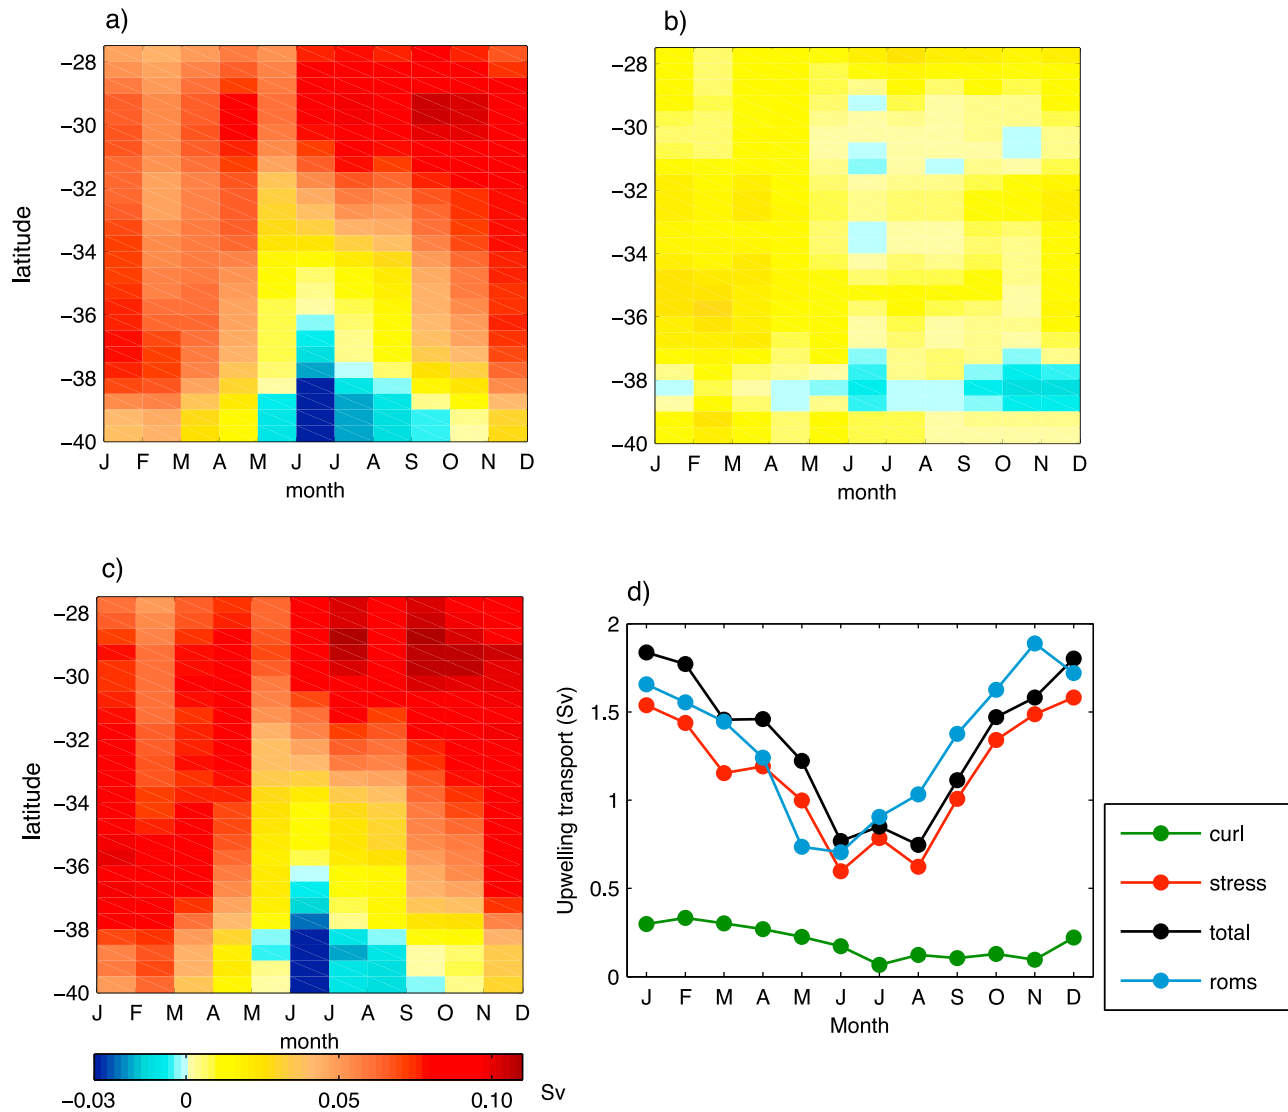 a)
−28
−30
−32
−34
−36
−38
−40
latitude
J F M A M J J A S O N D
month
b)
−28
−30
−32
−34
−36
−38
−40
J F M A M J J A S O N D
month
c)
−28
−30
−32
−34
−36
−38
−40
latitude
J F M A M J J A S O N D
month
−0.03 0 0.05 0.10 Sv
d)
2
1.5
1
0.5
0
Upwelling transport (Sv)
J F M A M J J A S O N D
Month
curl
stress
total
roms